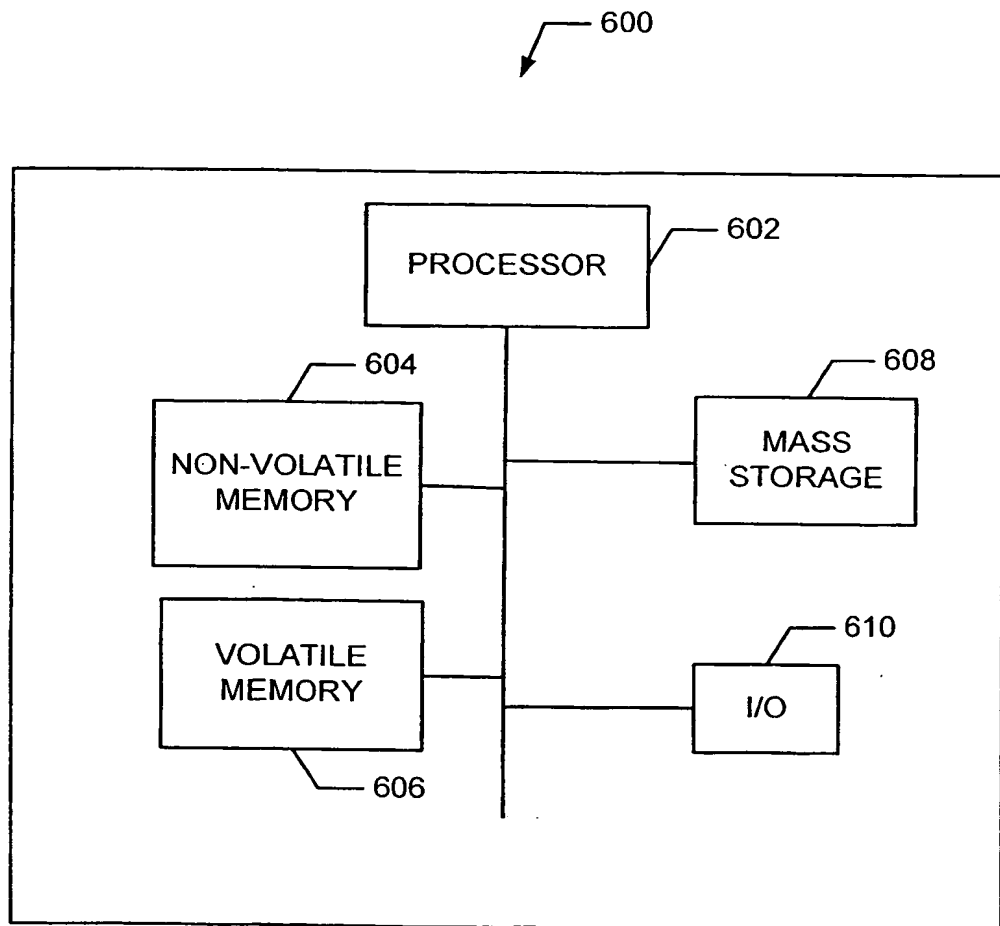 600
PROCESSOR
602
604
608
NON-VOLATILE
MEMORY
MASS
STORAGE
VOLATILE
MEMORY
610
I/O
606